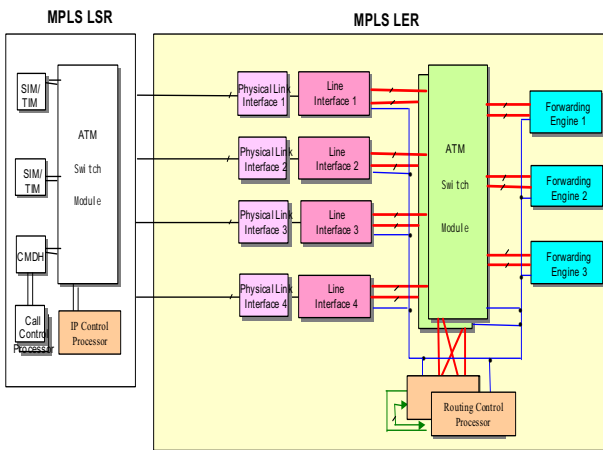 MPLS LSR
MPLS LER
SIM/
TIM
SIM/
TIM
CMDH
Call
Control
Processor
ATM
Switch
Module
IP Control
Processor
Physical Link
Interface 1
Line
Interface 1
Physical Link
Interface 2
Line
Interface 2
Physical Link
Interface 3
Line
Interface 3
Physical Link
Interface 4
Line
Interface 4
ATM
Switch
Module
Forwarding
Engine 1
Forwarding
Engine 2
Forwarding
Engine 3
Routing Control
Processor